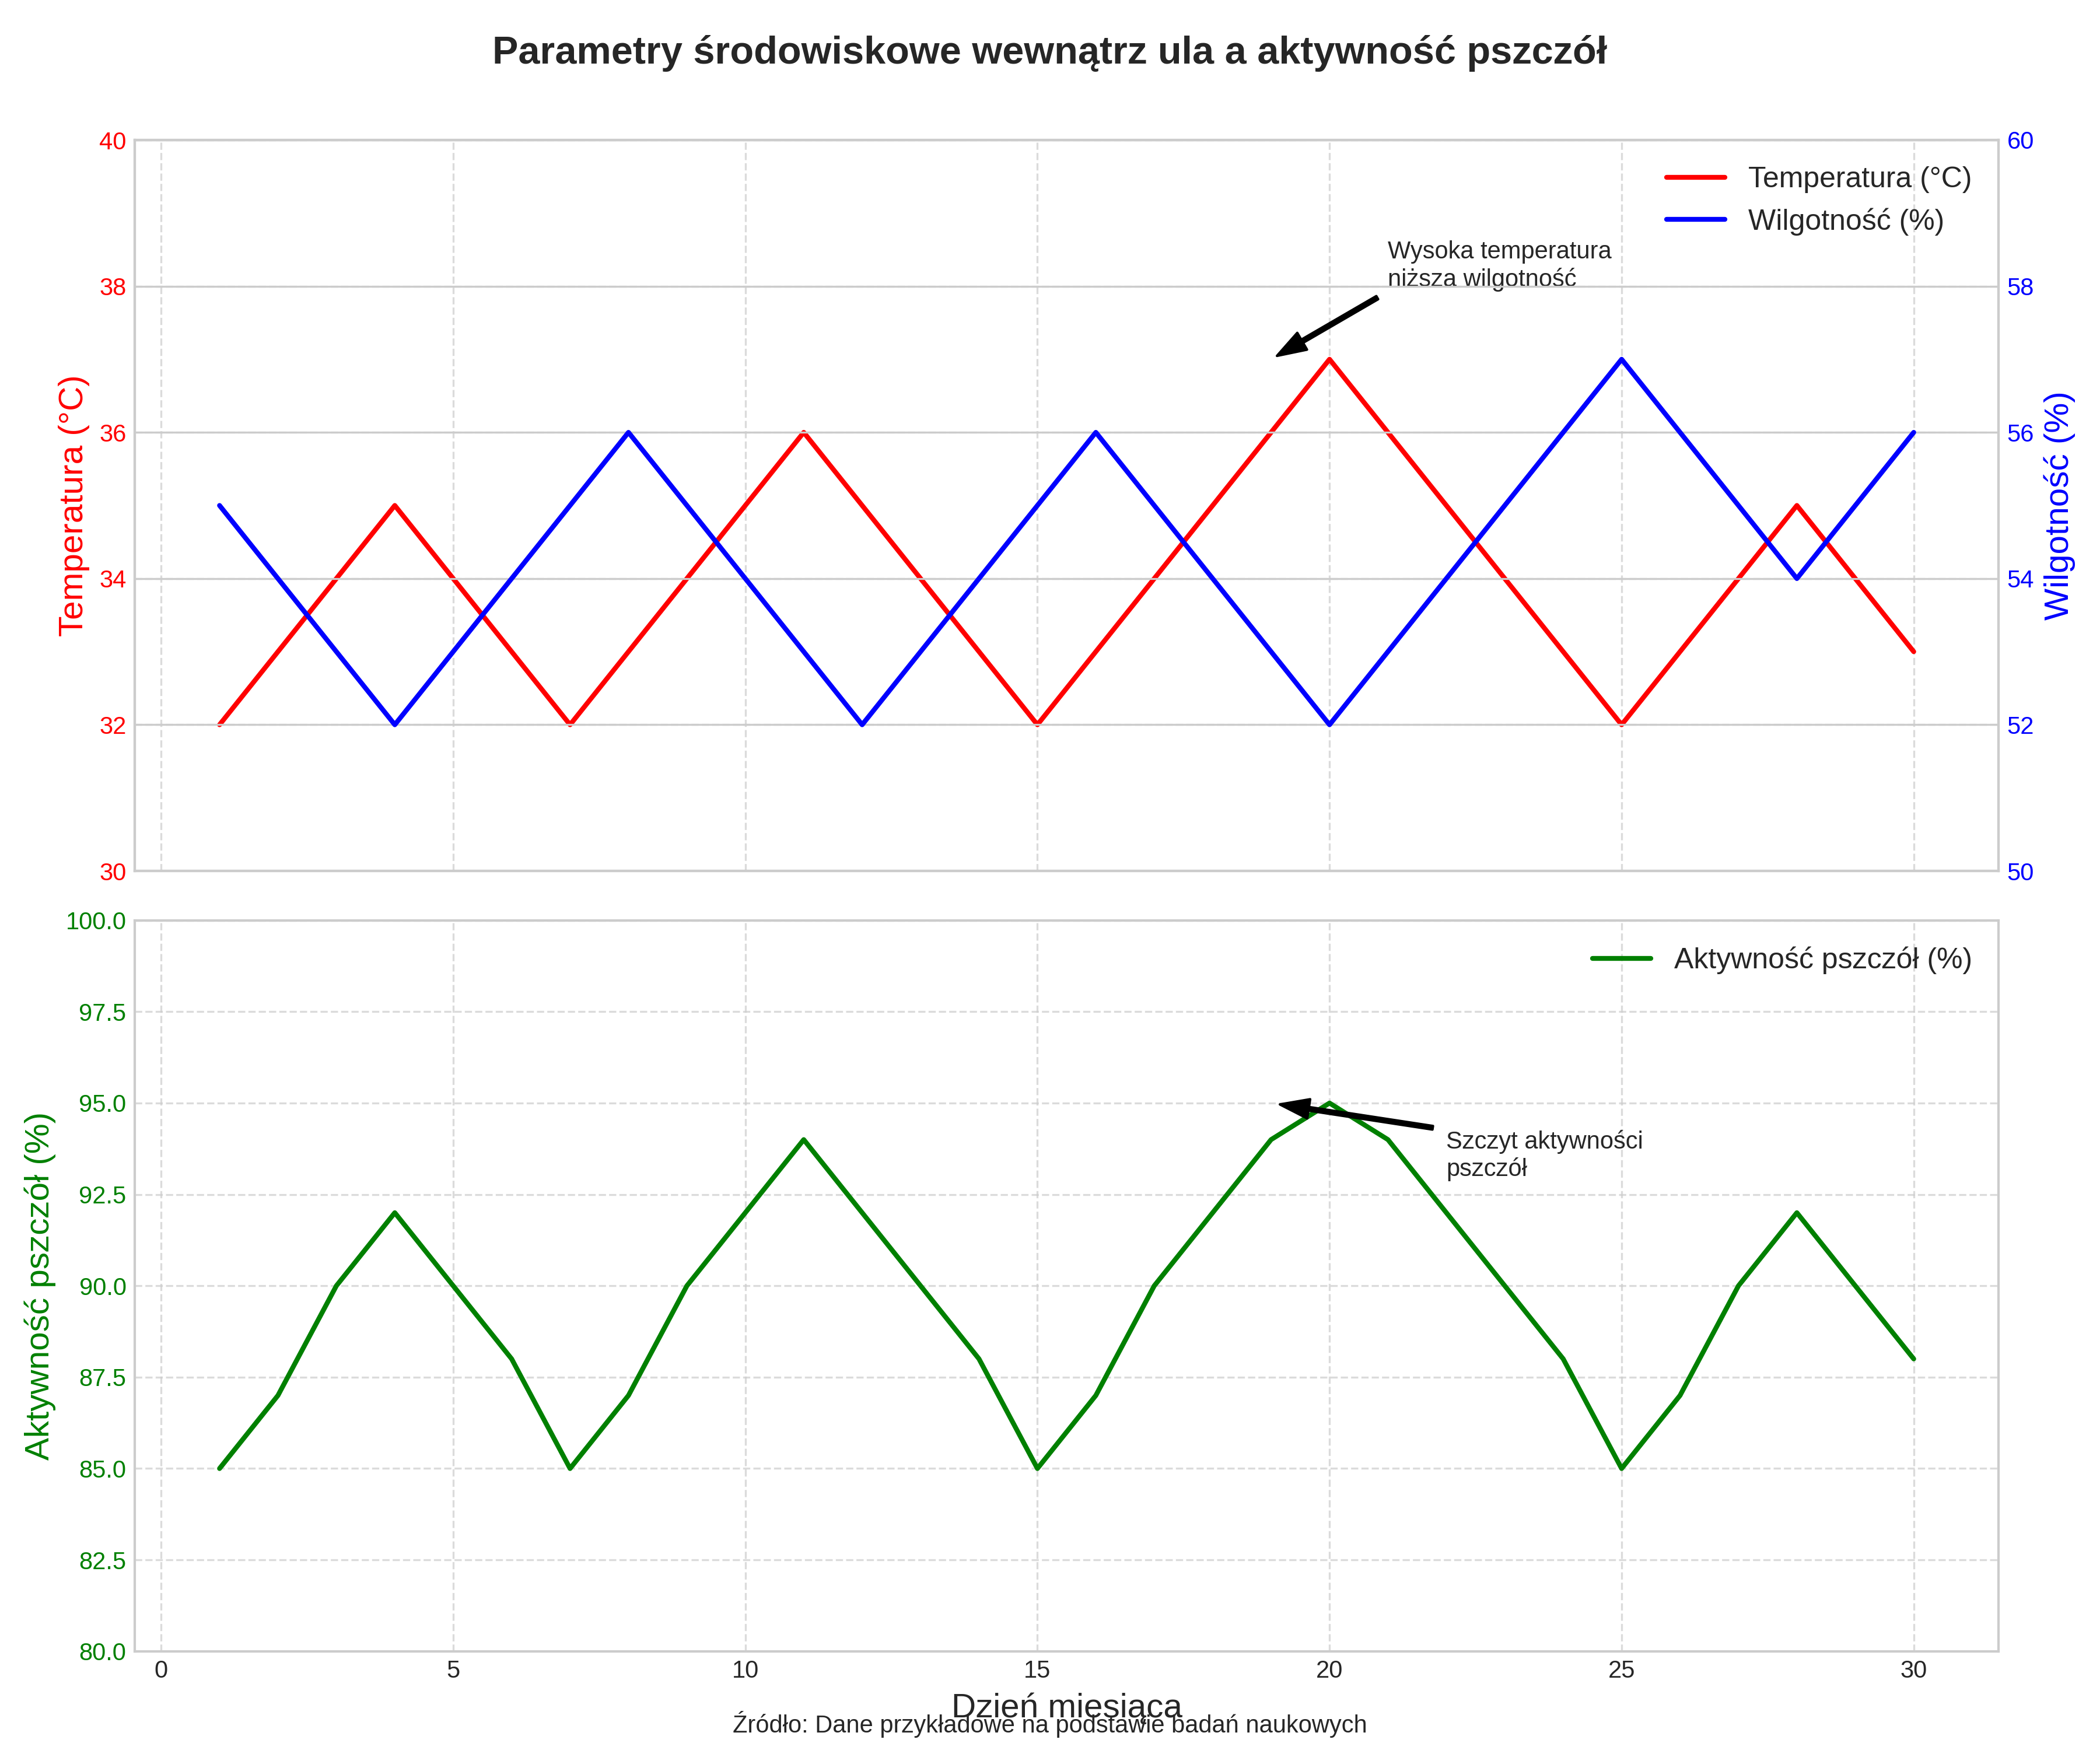 Parametry środowiskowe wewnątrz ula a aktywność pszczół
40
38
36
34
32
30
Temperatura (°C)
60
58
56
54
52
50
Wilgotność (%)
Temperatura (°C)
Wilgotność (%)
Wysoka temperatura
niższa wilgotność
100.0
97.5
95.0
92.5
90.0
87.5
85.0
82.5
80.0
Aktywność pszczół (%)
Aktywność pszczół (%)
Szczyt aktywności
pszczół
0 5 10 15 20 25 30
Dzień miesiąca
Źródło: Dane przykładowe na podstawie badań naukowych